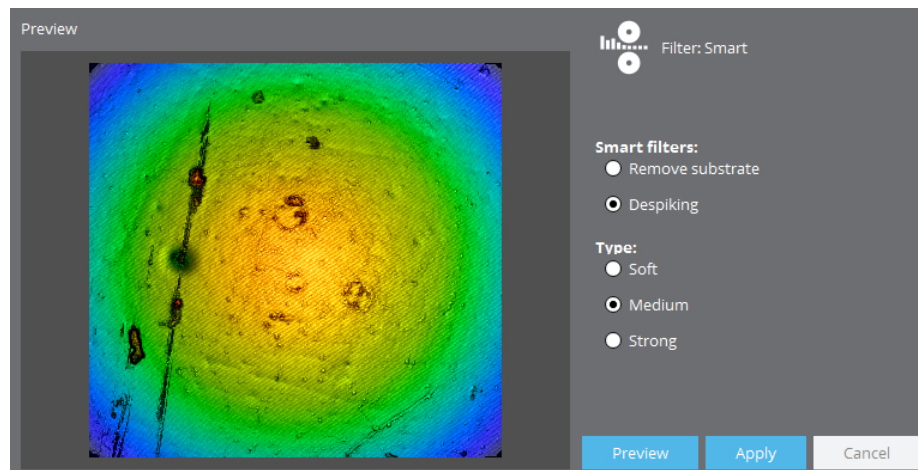 Preview
Filter: Smart
Smart filters:
Remove substrate
Despiking
Type:
Soft
Medium
Strong
Preview Apply Cancel